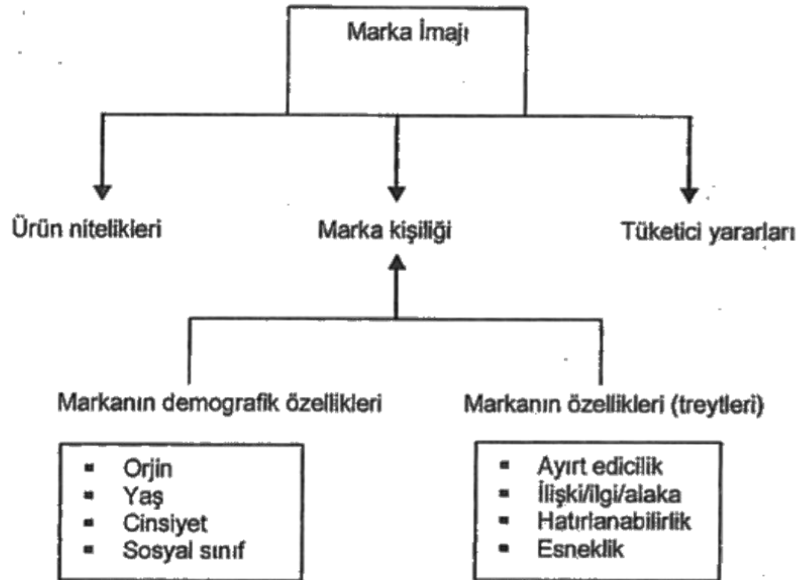 Marka İmajı
Ürün nitelikleri
Marka kişiliği
Tüketici yararları
Markanın demografik özellikleri
Markanın özellikleri (treytleri)
▪ Orjin
▪ Yaş
▪ Cinsiyet
▪ Sosyal sınıf
▪ Ayırt edicilik
▪ İlişki/ilgi/alaka
▪ Hatırlanabilirlik
▪ Esneklik